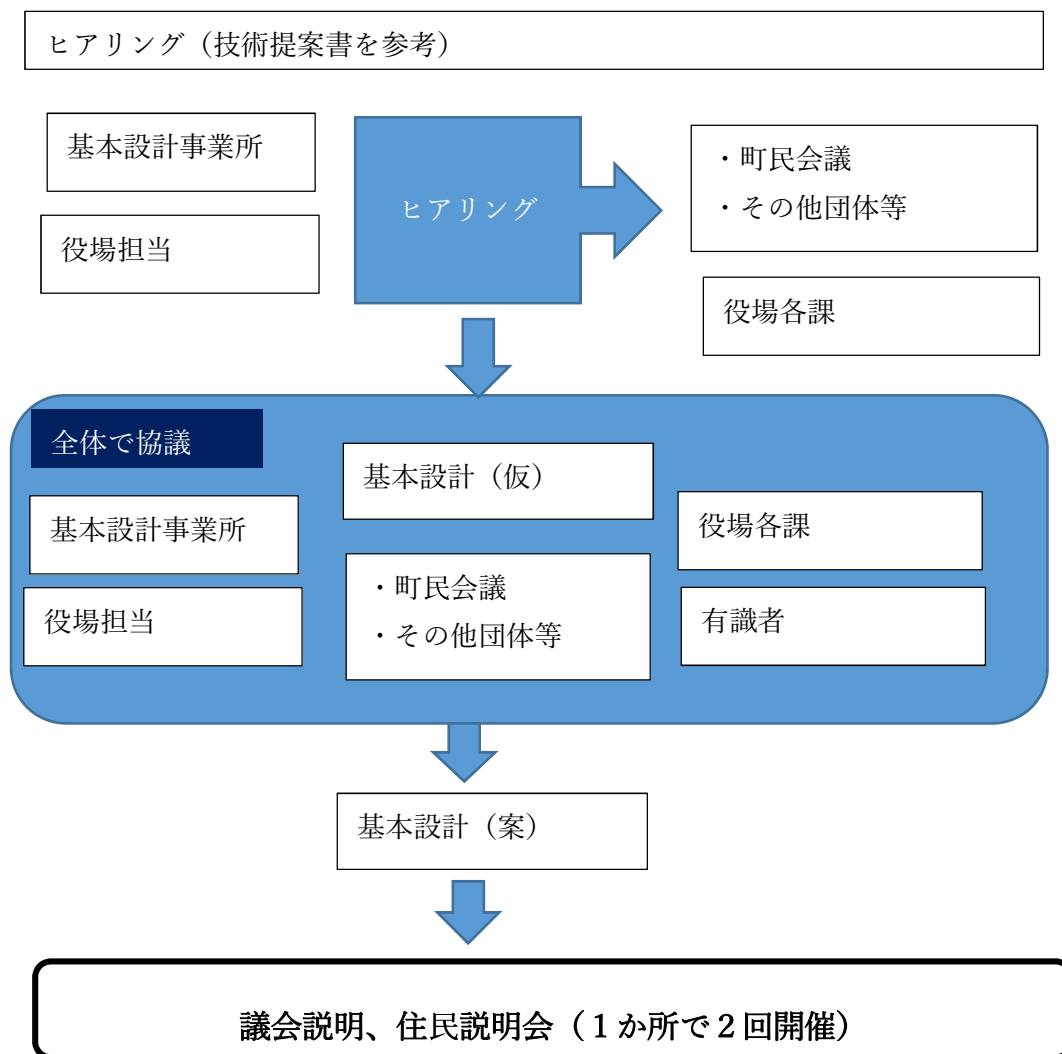 ヒアリング（技術提案書を参考）
基本設計事業所
役場担当
ヒアリング
・町民会議
・その他団体等
役場各課
全体で協議
基本設計事業所
役場担当
基本設計（仮）
・町民会議
・その他団体等
役場各課
有識者
基本設計（案）
議会説明、住民説明会（１か所で２回開催）